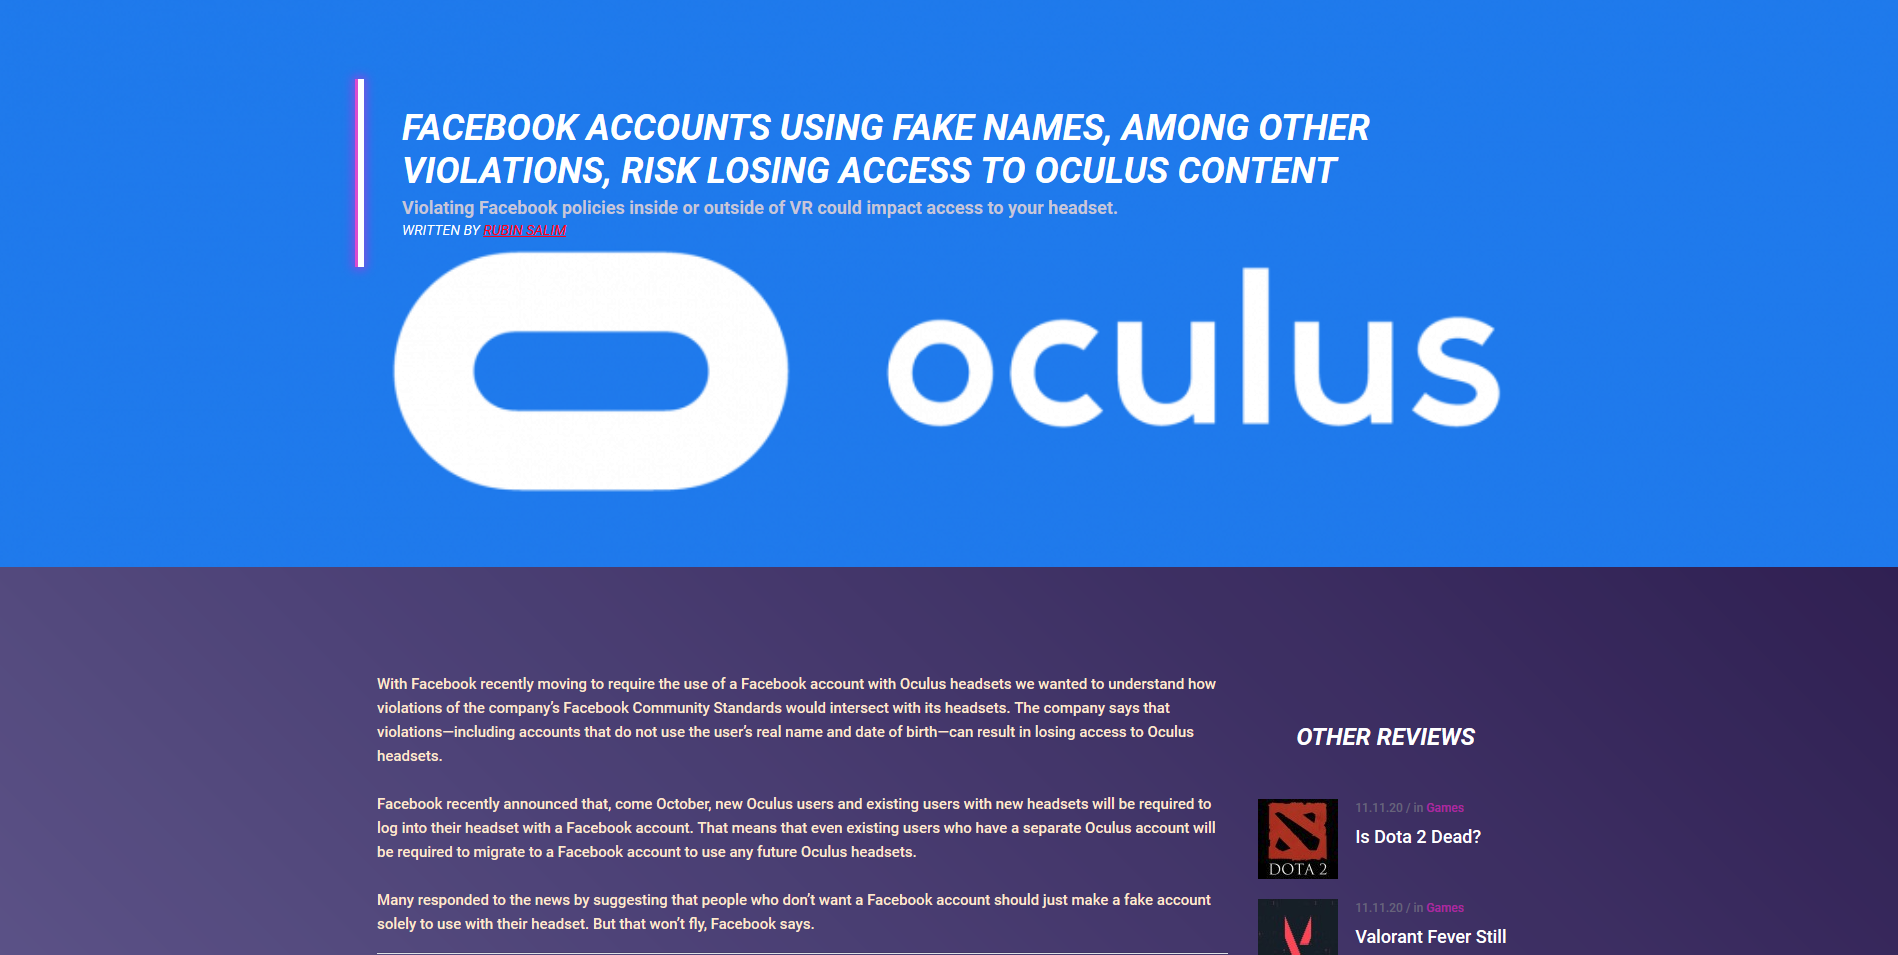 FACEBOOK ACCOUNTS USING FAKE NAMES, AMONG OTHER
VIOLATIONS, RISK LOSING ACCESS TO OCULUS CONTENT
Violating Facebook policies inside or outside of VR could impact access to your headset.
WRITTEN BY RUBIN SALIM
oculus
With Facebook recently moving to require the use of a Facebook account with Oculus headsets we wanted to understand how
violations of the company’s Facebook Community Standards would intersect with its headsets. The company says that
violations—including accounts that do not use the user’s real name and date of birth—can result in losing access to Oculus
headsets.
Facebook recently announced that, come October, new Oculus users and existing users with new headsets will be required to
log into their headset with a Facebook account. That means that even existing users who have a separate Oculus account will
be required to migrate to a Facebook account to use any future Oculus headsets.
Many responded to the news by suggesting that people who don’t want a Facebook account should just make a fake account
solely to use with their headset. But that won’t fly, Facebook says.
OTHER REVIEWS
11.11.20 / in Games
Is Dota 2 Dead?
DOTA 2
11.11.20 / in Games
Valorant Fever Still